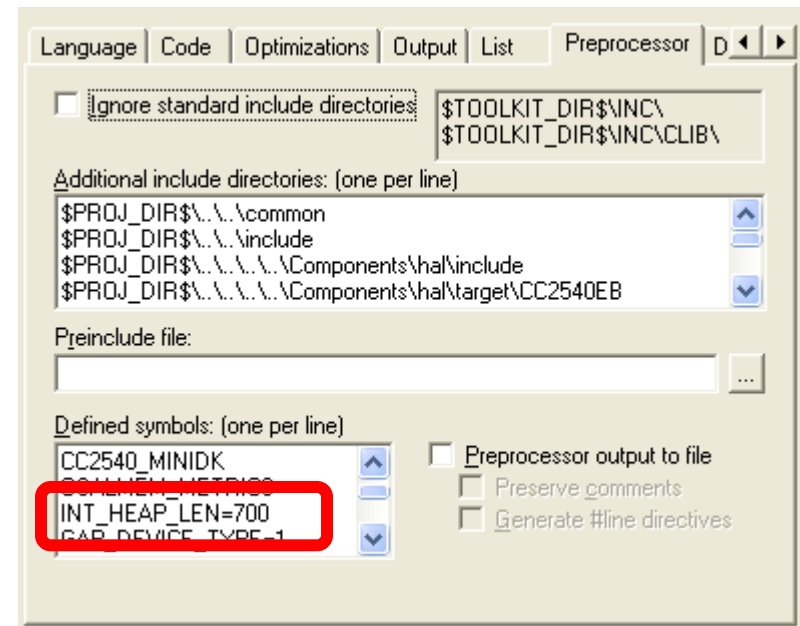 Language Code Optimizations Output List Preprocessor D
Ignore standard include directories
$TOOLKIT_DIR$\INC\
$TOOLKIT_DIR$\INC\CLIB\
Additional include directories: (one per line)
$PROJ_DIR$\..\..\common
$PROJ_DIR$\..\..\include
$PROJ_DIR$\..\..\..\..\..\Components\hal\include
$PROJ_DIR$\..\..\..\..\..\Components\hal\target\CC2540EB
Preinclude file:
...
Defined symbols: (one per line)
CC2540_MINIDK
INT_HEAP_LEN=700
GAP_DEVICE_TYPE=1
Preprocessor output to file
Preserve comments
Generate #line directives